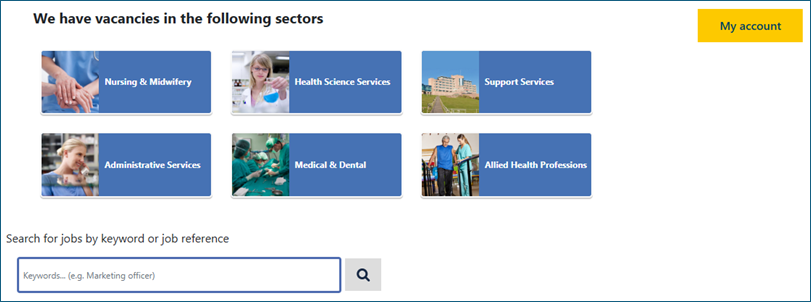 We have vacancies in the following sectors
My account
Nursing & Midwifery
Health Science Services
Support Services
Administrative Services
Medical & Dental
Allied Health Professions
Search for jobs by keyword or job reference
Keywords... (e.g. Marketing officer)